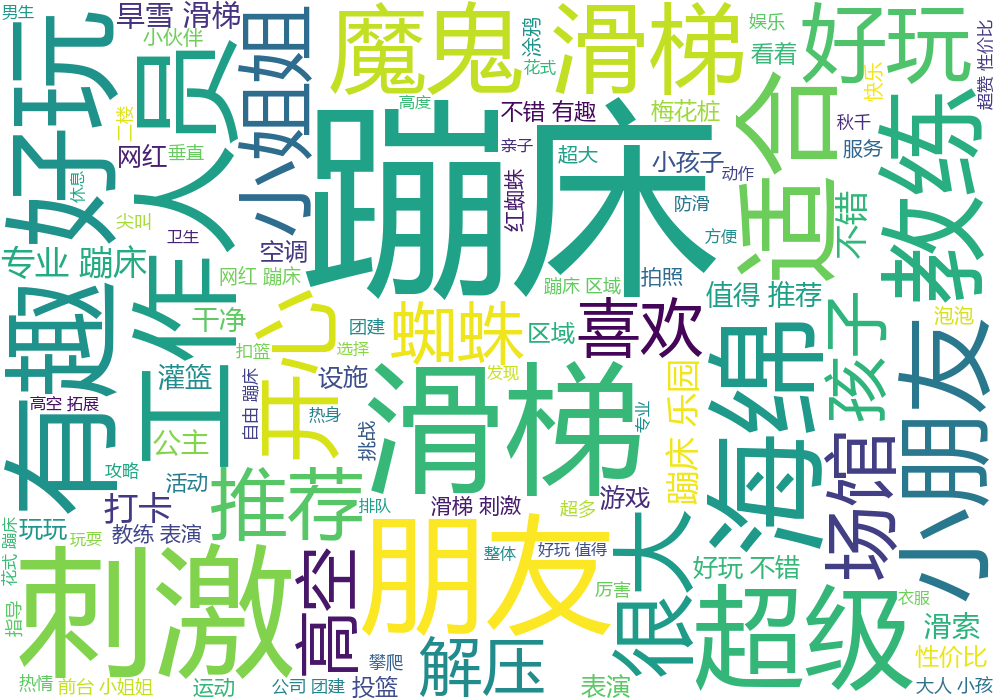 男生
旱雪 滑梯
小伙伴
好玩
人员
工作人员
小姐姐
魔鬼 滑梯
涂鸦
花式
娱乐
看着
好玩
快乐
超赞 性价比
二楼
网红
垂直
休息
尖叫
卫生
高度
不错 有趣
亲子
梅花桩
超大
小孩子
动作
适合
秋千
服务
教练
蹦床
红蜘蛛
防滑
方便
不错
专业 蹦床
空调
网红 蹦床
蹦床 区域
拍照
值得 推荐
有趣
干净
开心
团建
蜘蛛
区域
喜欢
海绵
孩子
泡泡
小朋友
扣篮
选择
灌篮
设施
滑梯
发现
蹦床 乐园
高空 拓展
自由 蹦床
热身
挑战
专业
公主
攻略
活动
推荐
排队
滑梯 刺激
超多
游戏
场馆
打卡
玩玩
教练 表演
玩耍
花式 蹦床
刺激
高空
朋友
整体
好玩 值得
很大
好玩 不错
厉害
超级
衣服
指导
滑索
解压
攀爬
性价比
热情
前台 小姐姐
运动
公司 团建
投篮
表演
大人 小孩